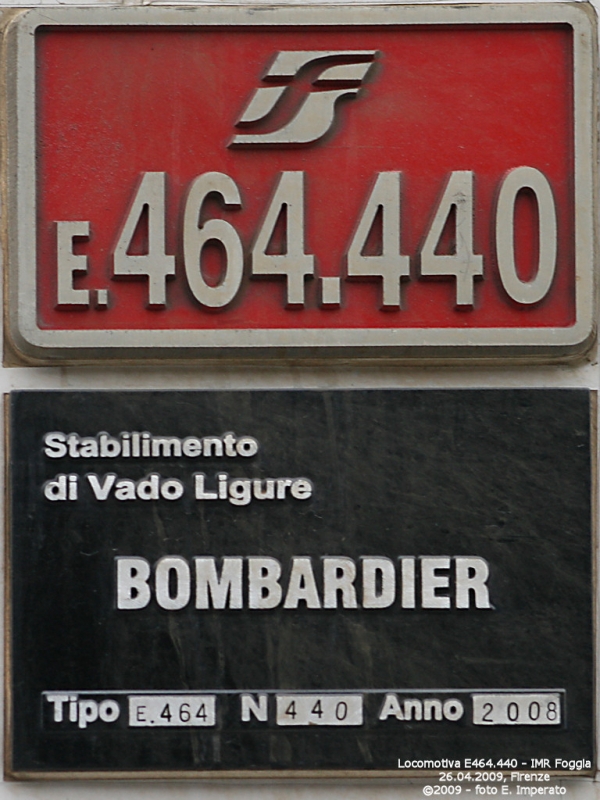 E.464.440
Stabilimento
di Vado Ligure
BOMBARDIER
Tipo E.464 N 440 Anno 2008
Locomotiva E464.440 - IMR Foggia
26.04.2009, Firenze
©2009 - foto E. Imperato